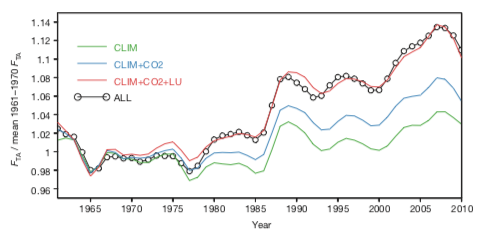 1.14
1.12
1.10
1.08
1.06
1.04
1.02
1
0.98
0.96
F_TA / mean 1961–1970 F_TA
CLIM
CLIM+CO2
CLIM+CO2+LU
ALL
1965 1970 1975 1980 1985 1990 1995 2000 2005 2010
Year